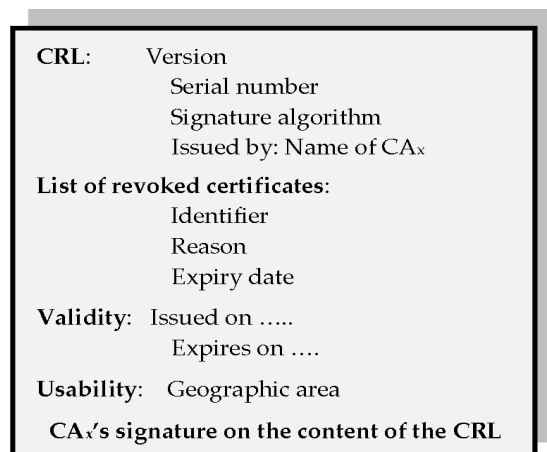 CRL: Version
Serial number
Signature algorithm
Issued by: Name of CAx
List of revoked certificates:
Identifier
Reason
Expiry date
Validity: Issued on .....
Expires on ....
Usability: Geographic area
CAx's signature on the content of the CRL